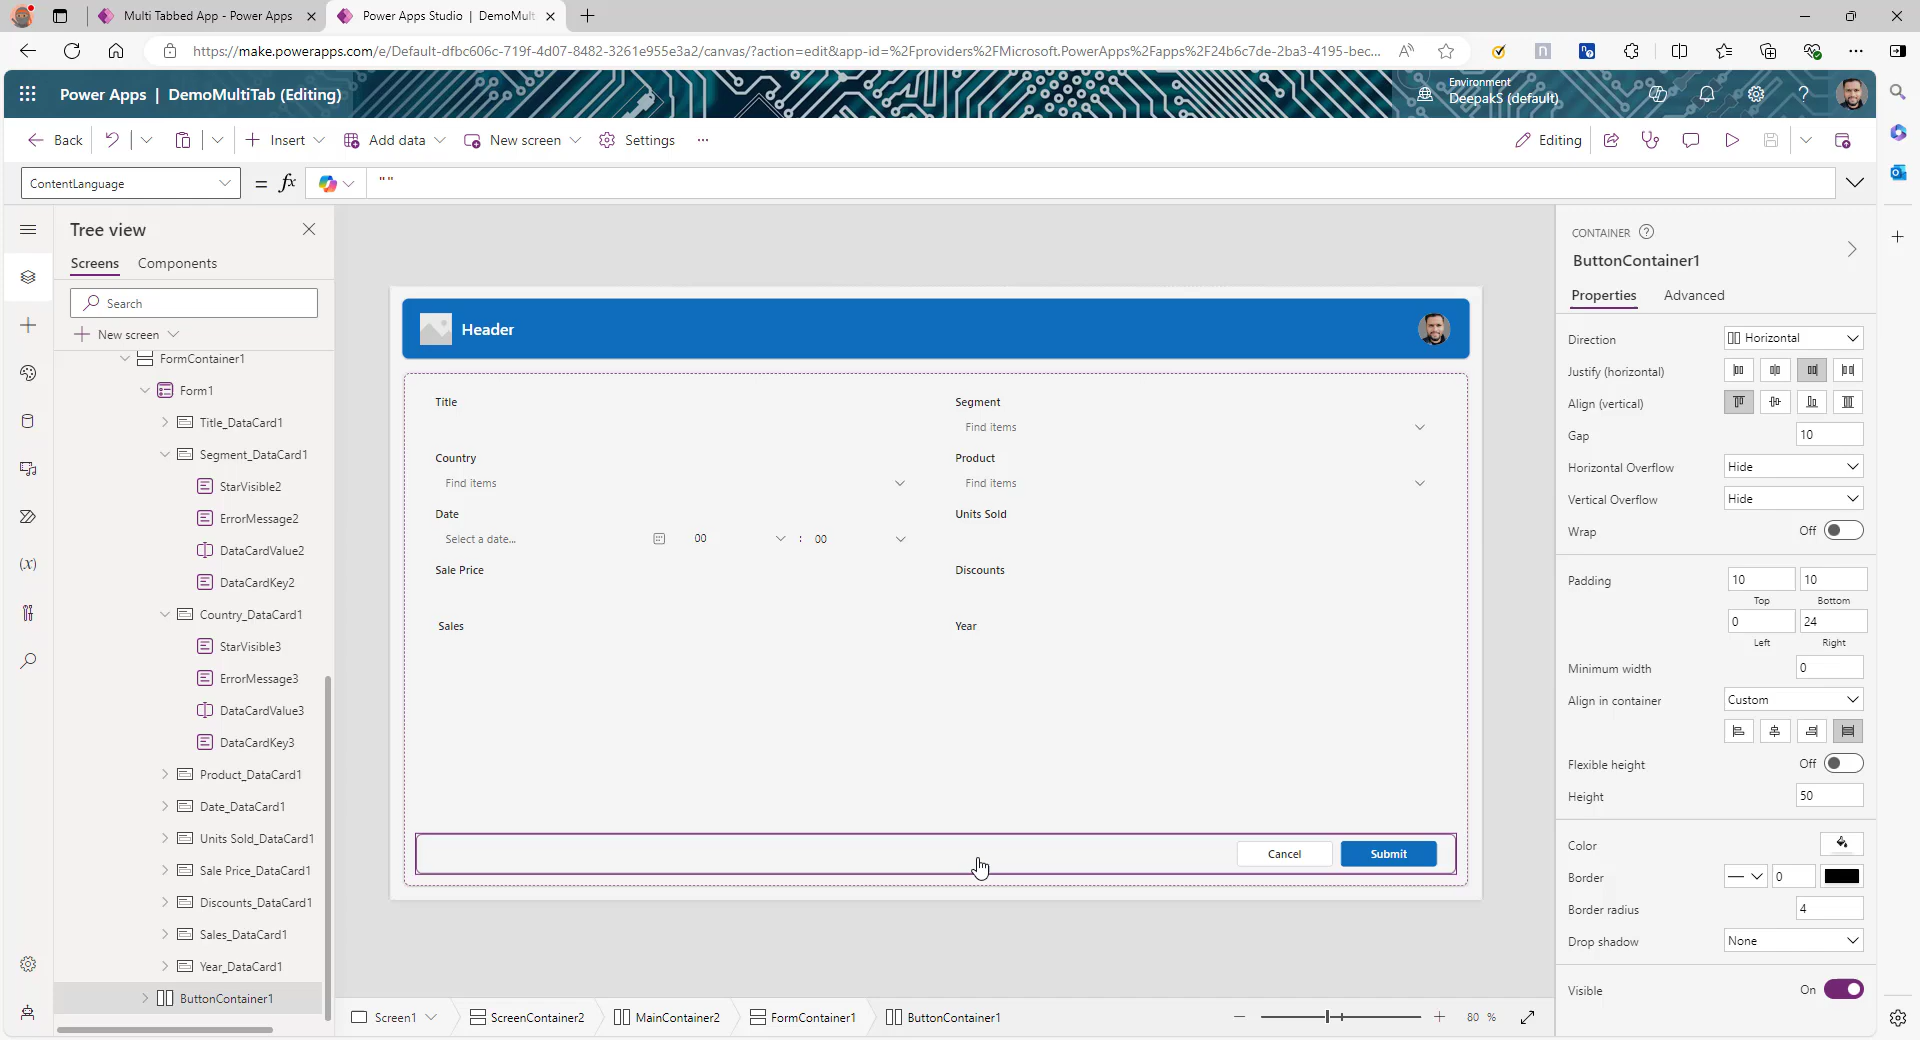 Multi Tabbed App - Power Apps
Power Apps Studio | DemoMult
https://make.powerapps.com/e/Default-dfbc606c-719f-4d07-8482-3261e955e3a2/canvas/?action=edit&app-id=%2Fproviders%2FMicrosoft.PowerApps%2Fapps%2F24b6c7de-2ba3-4195-bec...
Power Apps | DemoMultiTab (Editing)
Environment
DeepakS (default)
Back
Insert
Add data
New screen
Settings
Editing
ContentLanguage
= fx
""
Tree view
Screens
Components
Search
New screen
FormContainer1
Form1
Title_DataCard1
Segment_DataCard1
StarVisible2
ErrorMessage2
DataCardValue2
DataCardKey2
Country_DataCard1
StarVisible3
ErrorMessage3
DataCardValue3
DataCardKey3
Product_DataCard1
Date_DataCard1
Units Sold_DataCard1
Sale Price_DataCard1
Discounts_DataCard1
Sales_DataCard1
Year_DataCard1
ButtonContainer1
Header
Title
Segment
Find items
Country
Product
Find items
Find items
Date
Units Sold
Select a date...
00
:
00
Sale Price
Discounts
Sales
Year
Cancel
Submit
Screen1
ScreenContainer2
MainContainer2
FormContainer1
ButtonContainer1
80 %
CONTAINER
ButtonContainer1
Properties
Advanced
Direction
Horizontal
Justify (horizontal)
Align (vertical)
Gap
10
Horizontal Overflow
Hide
Vertical Overflow
Hide
Wrap
Off
Padding
10
10
Top
Bottom
0
24
Left
Right
Minimum width
0
Align in container
Custom
Flexible height
Off
Height
50
Color
Border
0
Border radius
4
Drop shadow
None
Visible
On